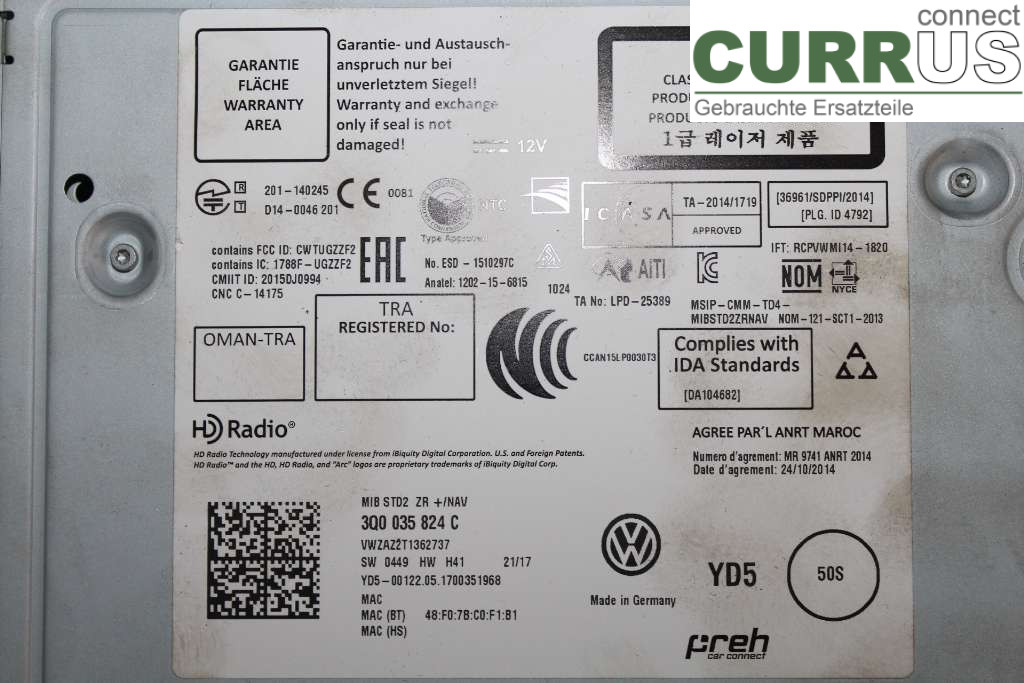 connect
CURRUS
Gebrauchte Ersatzteile
GARANTIE
FLÄCHE
WARRANTY
AREA
Garantie- und Austausch-
anspruch nur bei
unverletztem Siegel!
Warranty and exchange
only if seal is not
damaged!
12V
CLAS
PRODU
PRODU
1급 레이저 제품
R 201-140245
T D14-0046 201
CE 0081
NTC
Type Approved
ICASA
TA-2014/1719
APPROVED
[36961/SDPPI/2014]
[PLG. ID 4792]
contains FCC ID: CWTUGZZF2
contains IC: 1788F-UGZZF2
CMIIT ID: 2015DJ0994
CNC C-14175
EAC
No. ESD -1510297C
Anatel: 1202-15-6815
1024
AiTi
TA No: LPD-25389
IFT: RCPVWMI14-1820
NOM
NYCE
MSIP-CMM-TD4-
MIBSTD2ZRNAV NOM-121-SCT1-2013
OMAN-TRA
TRA
REGISTERED No:
CCAN15LP0030T3
Complies with
IDA Standards
[DA104682]
HD Radio®
HD Radio Technology manufactured under license from iBiquity Digital Corporation. U.S. and Foreign Patents.
HD Radio™ and the HD, HD Radio, and "Arc" logos are proprietary trademarks of iBiquity Digital Corp.
AGREE PAR´L ANRT MAROC
Numero d'agrement: MR 9741 ANRT 2014
Date d'agrement: 24/10/2014
MIB STD2 ZR +/NAV
3Q0 035 824 C
VWZAZ2T1362737
SW 0449 HW H41 21/17
YD5-00122.05.1700351968
MAC
MAC (BT) 48:F0:7B:C0:F1:B1
MAC (HS)
VW
Made in Germany
YD5
50S
preh
car connect